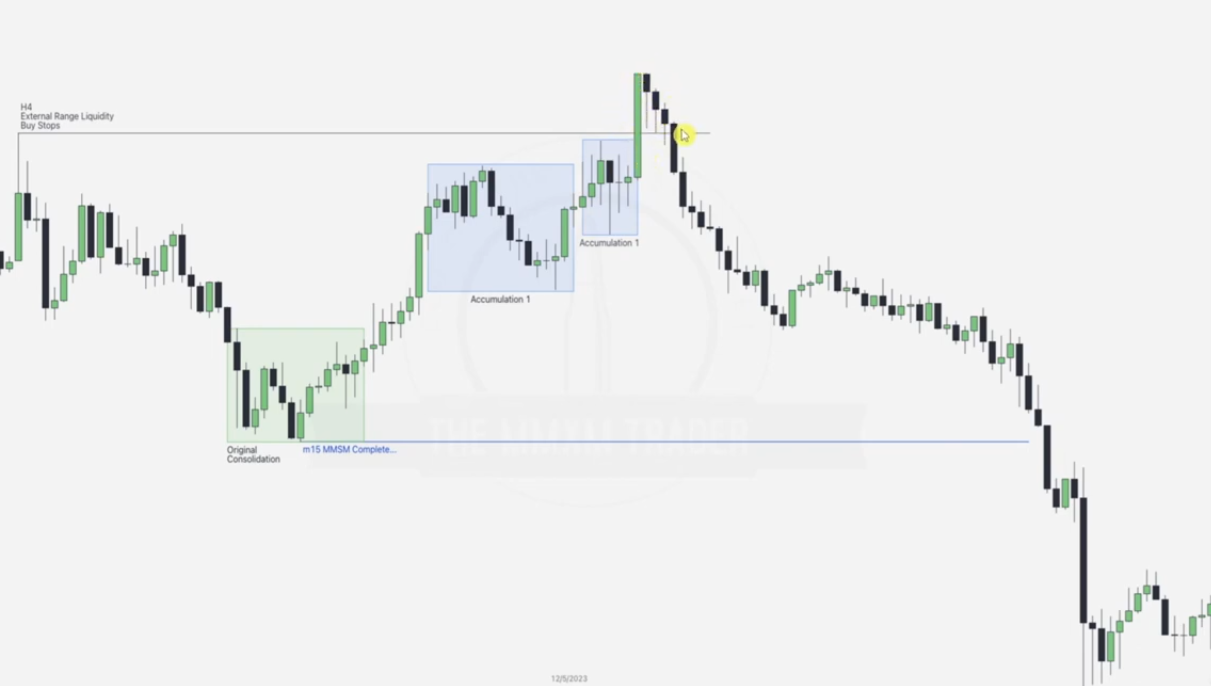 H4
External Range Liquidity
Buy Stops
Accumulation 1
Accumulation 1
Original
Consolidation
m15 MMSM Complete...
THE MMXM TRADER
12/5/2023